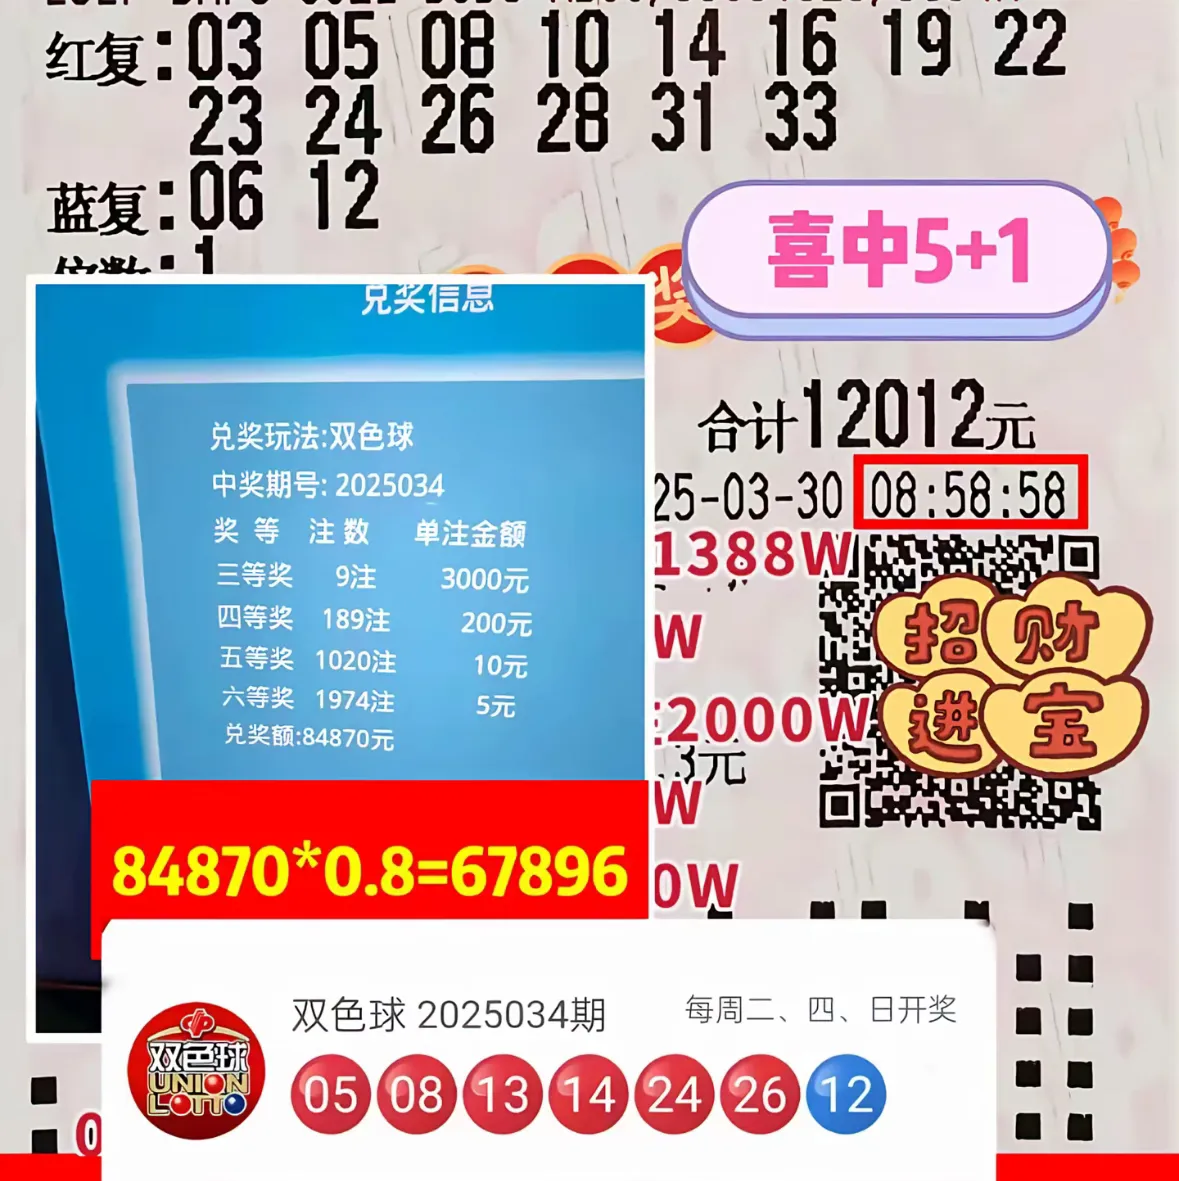 红复:03 05 08 10 14 16 19 22
23 24 26 28 31 33
蓝复:06 12
倍数:1
喜中5+1
奖
兑奖信息
兑奖玩法:双色球
中奖期号: 2025034
奖 等 注 数 单注金额
三等奖 9注 3000元
四等奖 189注 200元
五等奖 1020注 10元
六等奖 1974注 5元
兑奖额:84870元
合计12012元
25-03-30 08:58:58
1388W
W
2000W
3元
W
0W
招财
进宝
84870*0.8=67896
双色球 2025034期 每周二、四、日开奖
双色球
UNION
LOTTO
05 08 13 14 24 26 12
0